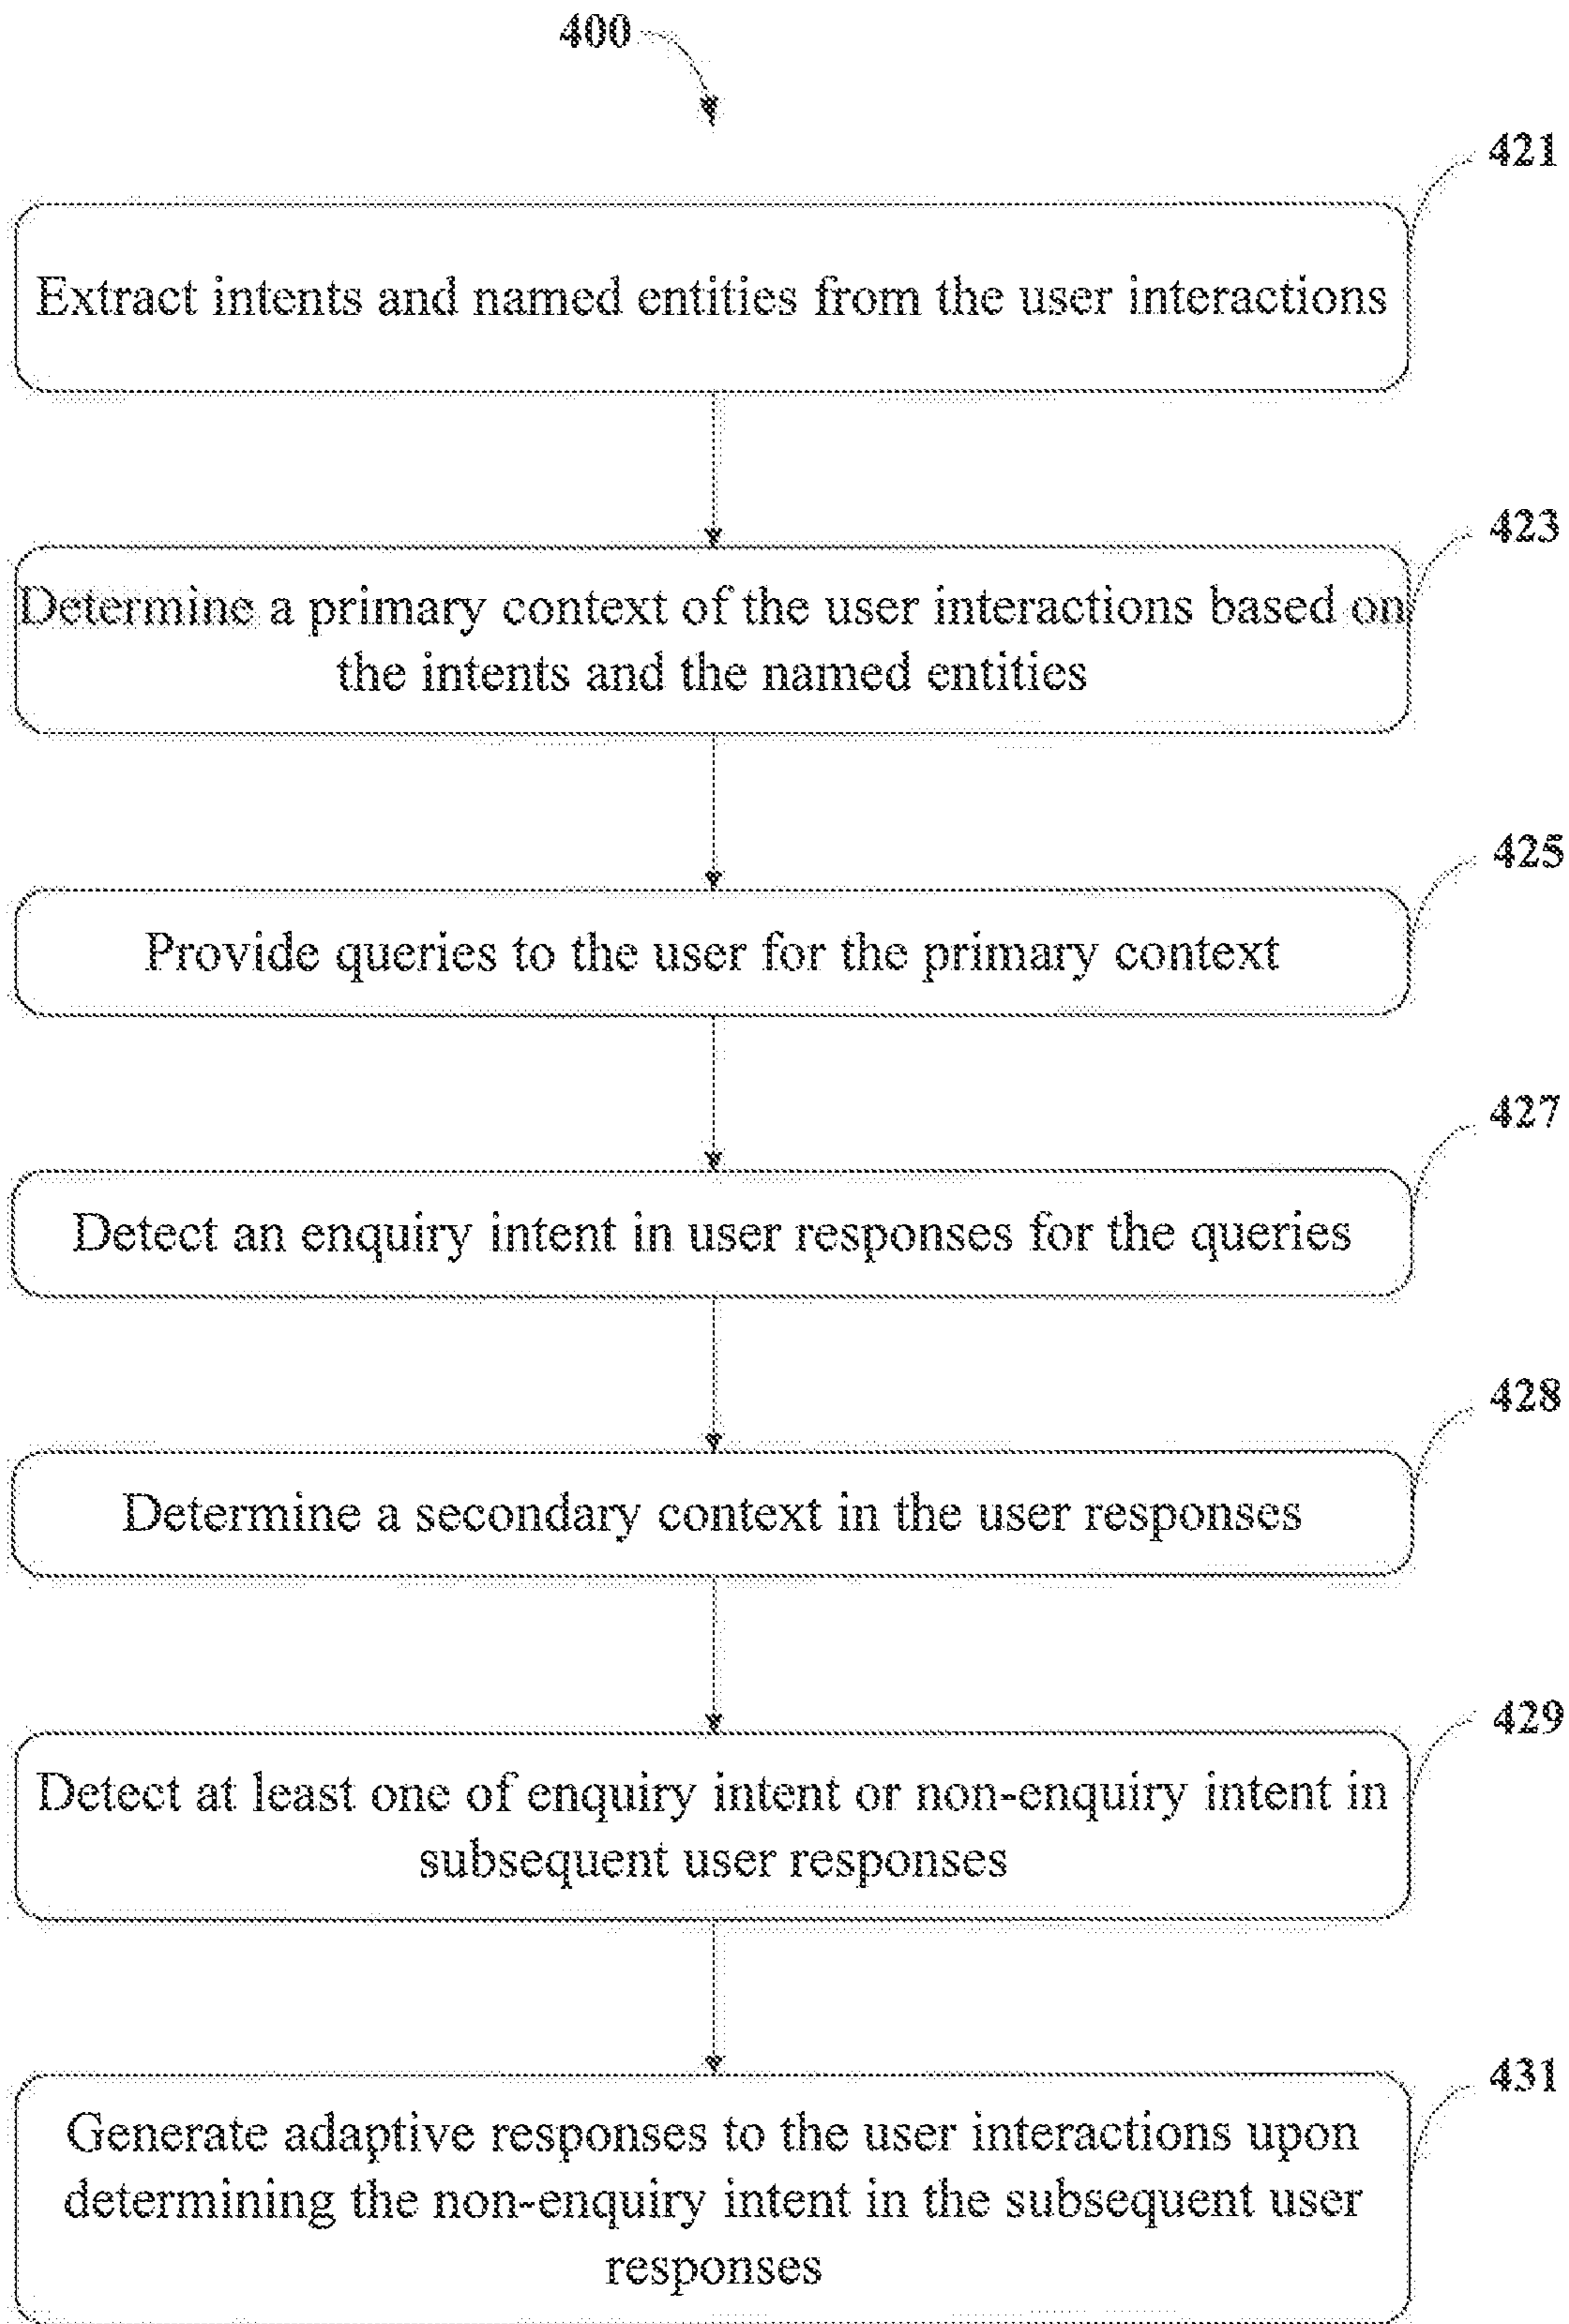 400
421
Extract intents and named entities from the user interactions
423
Determine a primary context of the user interactions based on
the intents and the named entities
425
Provide queries to the user for the primary context
427
Detect an enquiry intent in user responses for the queries
428
Determine a secondary context in the user responses
429
Detect at least one of enquiry intent or non-enquiry intent in
subsequent user responses
431
Generate adaptive responses to the user interactions upon
determining the non-enquiry intent in the subsequent user
responses